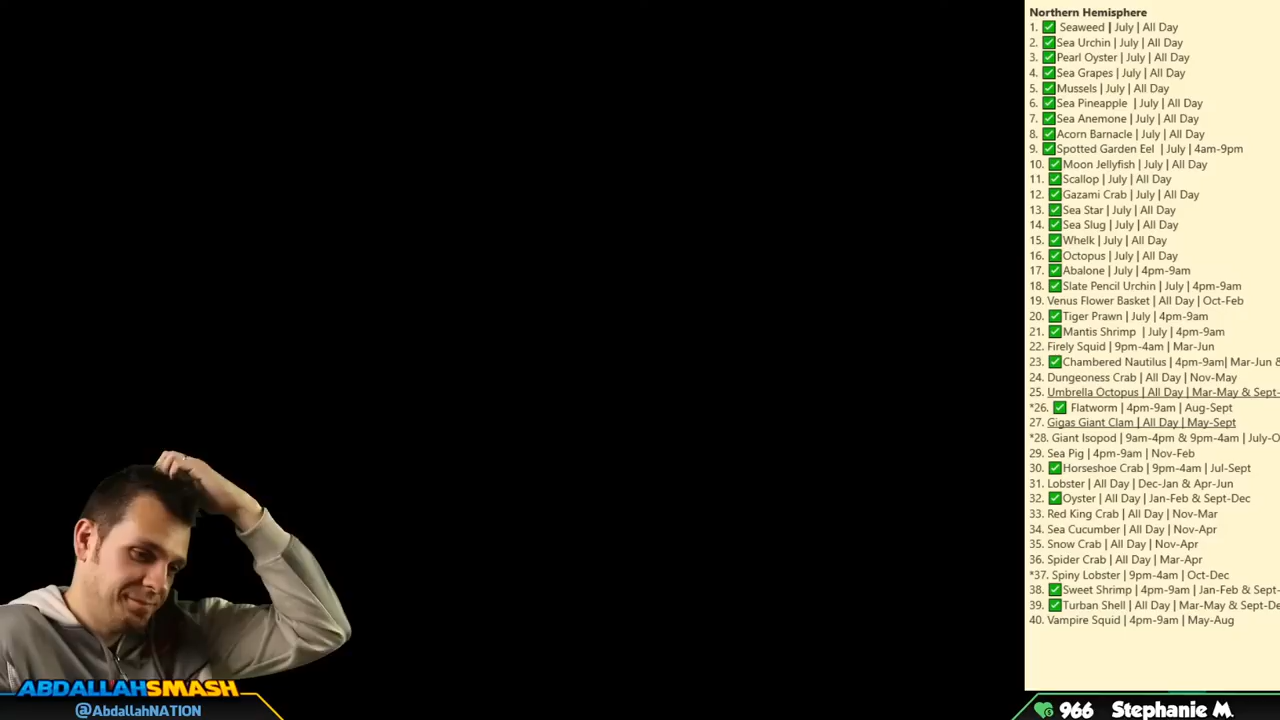 Northern Hemisphere
1. ✅ Seaweed | July | All Day
2. ✅Sea Urchin | July | All Day
3. ✅Pearl Oyster | July | All Day
4. ✅Sea Grapes | July | All Day
5. ✅Mussels | July | All Day
6. ✅Sea Pineapple | July | All Day
7. ✅Sea Anemone | July | All Day
8. ✅Acorn Barnacle | July | All Day
9. ✅Spotted Garden Eel | July | 4am-9pm
10. ✅Moon Jellyfish | July | All Day
11. ✅Scallop | July | All Day
12. ✅Gazami Crab | July | All Day
13. ✅Sea Star | July | All Day
14. ✅Sea Slug | July | All Day
15. ✅Whelk | July | All Day
16. ✅Octopus | July | All Day
17. ✅Abalone | July | 4pm-9am
18. ✅Slate Pencil Urchin | July | 4pm-9am
19. Venus Flower Basket | All Day | Oct-Feb
20. ✅Tiger Prawn | July | 4pm-9am
21. ✅Mantis Shrimp | July | 4pm-9am
22. Firely Squid | 9pm-4am | Mar-Jun
23. ✅Chambered Nautilus | 4pm-9am| Mar-Jun &
24. Dungeoness Crab | All Day | Nov-May
25. Umbrella Octopus | All Day | Mar-May & Sept-
*26. ✅ Flatworm | 4pm-9am | Aug-Sept
27. Gigas Giant Clam | All Day | May-Sept
*28. Giant Isopod | 9am-4pm & 9pm-4am | July-O
29. Sea Pig | 4pm-9am | Nov-Feb
30. ✅Horseshoe Crab | 9pm-4am | Jul-Sept
31. Lobster | All Day | Dec-Jan & Apr-Jun
32. ✅Oyster | All Day | Jan-Feb & Sept-Dec
33. Red King Crab | All Day | Nov-Mar
34. Sea Cucumber | All Day | Nov-Apr
35. Snow Crab | All Day | Nov-Apr
36. Spider Crab | All Day | Mar-Apr
*37. Spiny Lobster | 9pm-4am | Oct-Dec
38. ✅Sweet Shrimp | 4pm-9am | Jan-Feb & Sept-
39. ✅Turban Shell | All Day | Mar-May & Sept-De
40. Vampire Squid | 4pm-9am | May-Aug
ABDALLAHSMASH
@AbdallahNATION
966 Stephanie M.